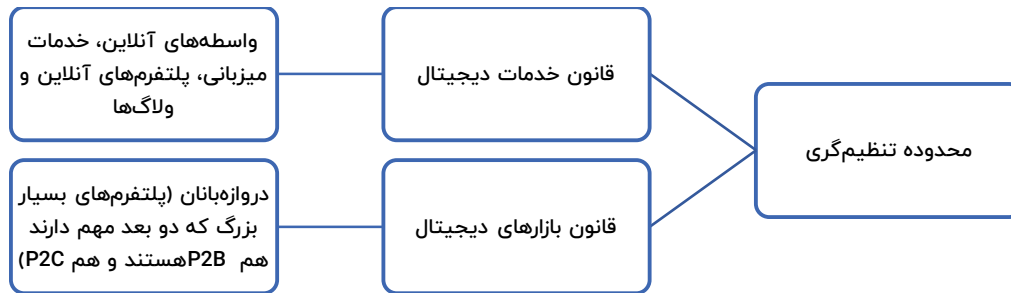 محدوده تنظیم‌گری
قانون خدمات دیجیتال
واسطه‌های آنلاین، خدمات
میزبانی، پلتفرم‌های آنلاین و
ولاگ‌ها
قانون بازارهای دیجیتال
دروازه‌بانان (پلتفرم‌های بسیار
بزرگ که دو بعد مهم دارند
هم P2Bهستند و هم P2C)